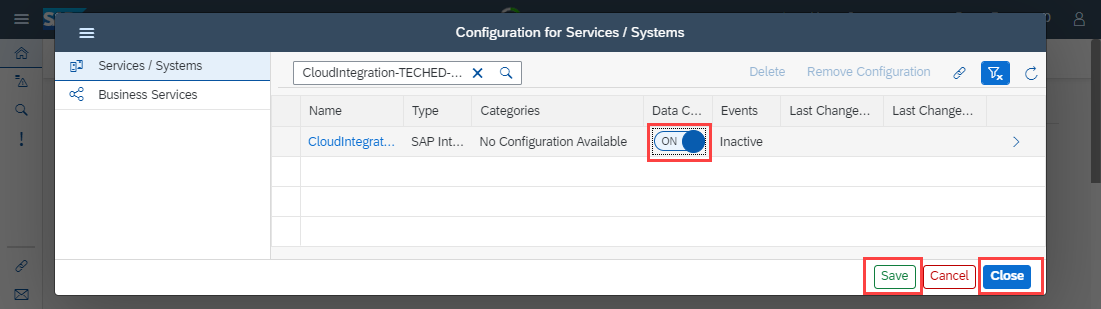 SAP
Configuration for Services / Systems
Services / Systems
Business Services
CloudIntegration-TECHED-...
Delete
Remove Configuration
Name
Type
Categories
Data C...
Events
Last Change...
Last Change...
CloudIntegrat...
SAP Int...
No Configuration Available
ON
Inactive
Save
Cancel
Close